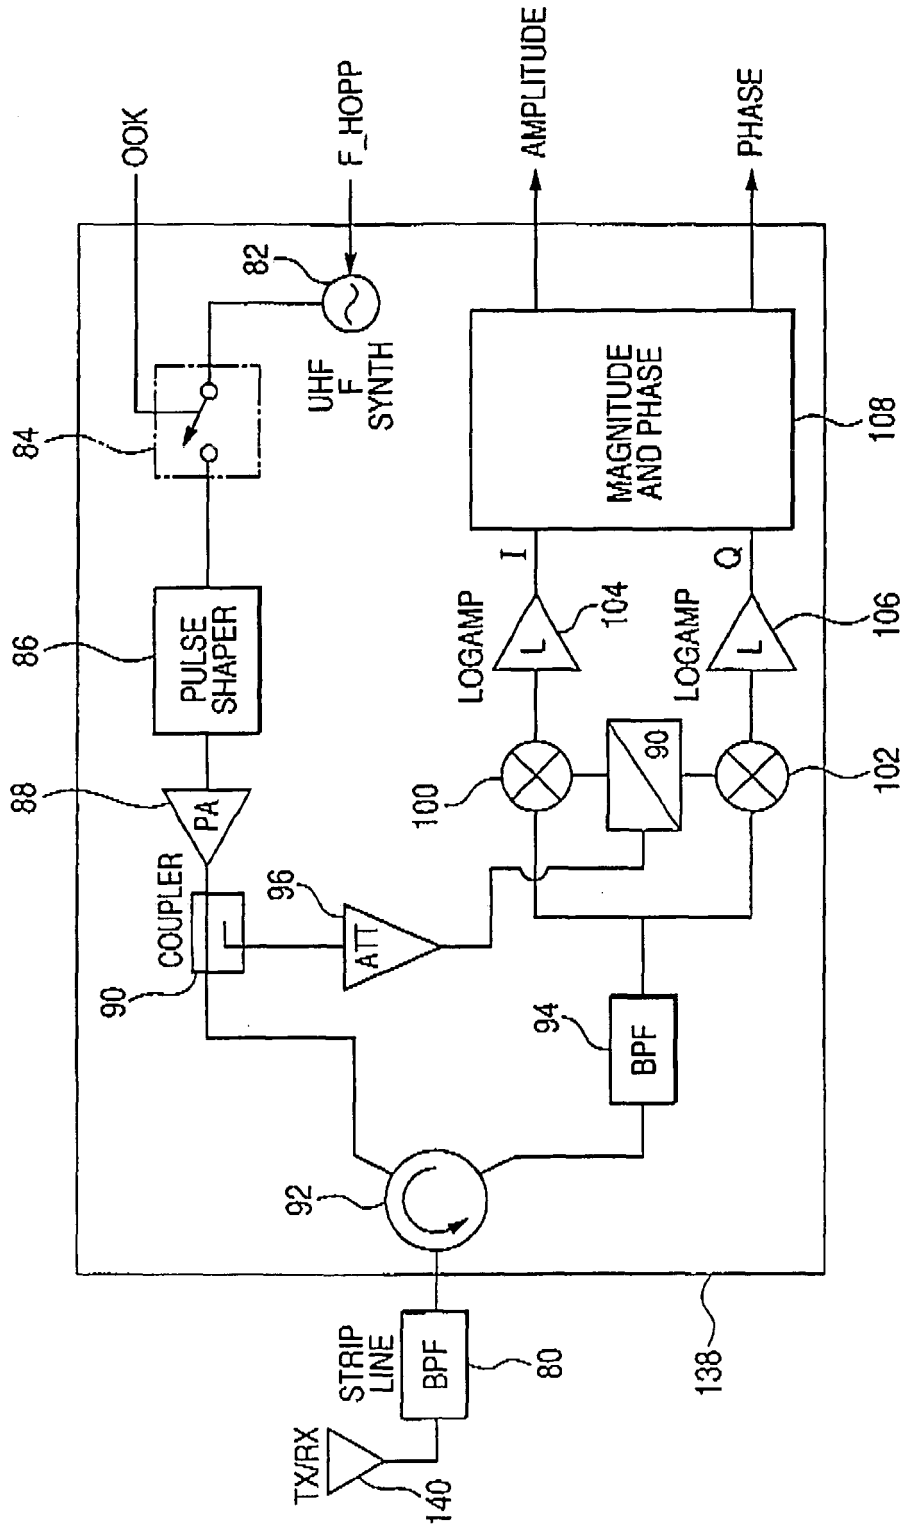 TX/RX
140
STRIP
LINE
BPF
80
138
92
COUPLER
90
PA
88
PULSE
SHAPER
86
84
OOK
82
F_HOPP
UHF
F
SYNTH
96
ATT
94
BPF
100
90
102
LOGAMP
L
104
I
LOGAMP
L
106
Q
MAGNITUDE
AND PHASE
108
AMPLITUDE
PHASE